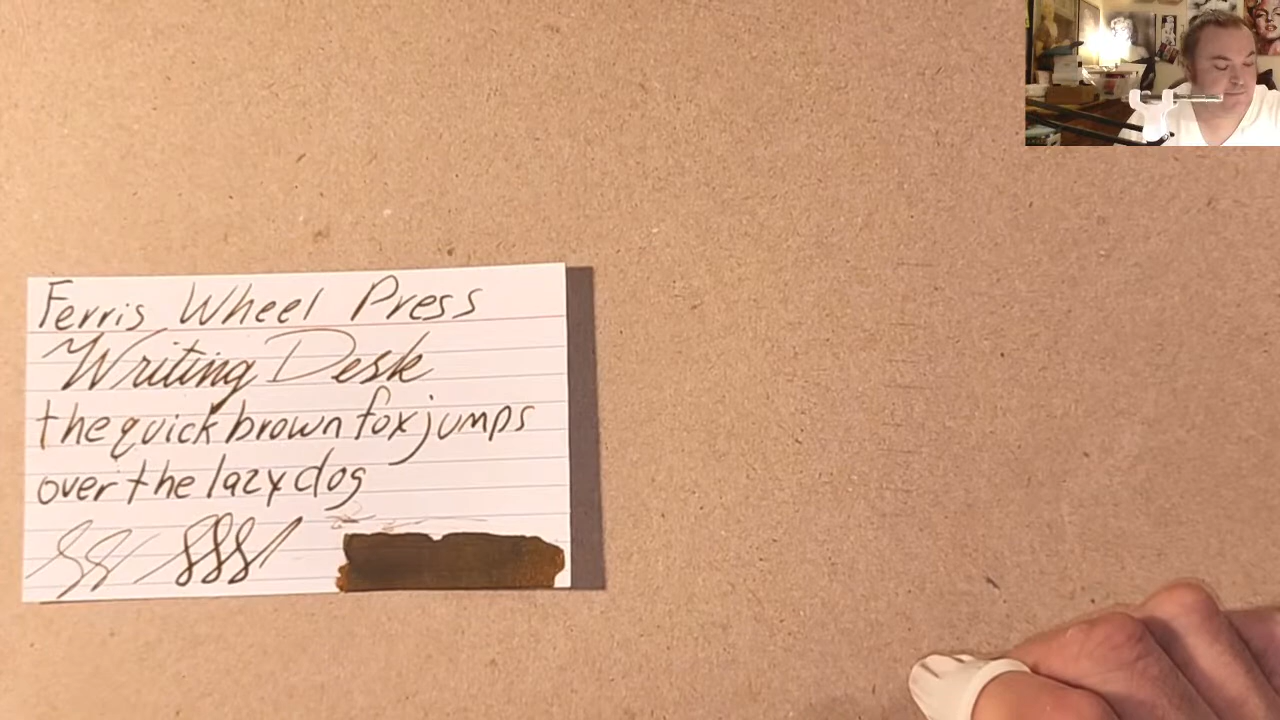 Ferris Wheel Press
Writing Desk
the quick brown fox jumps
over the lazy dog